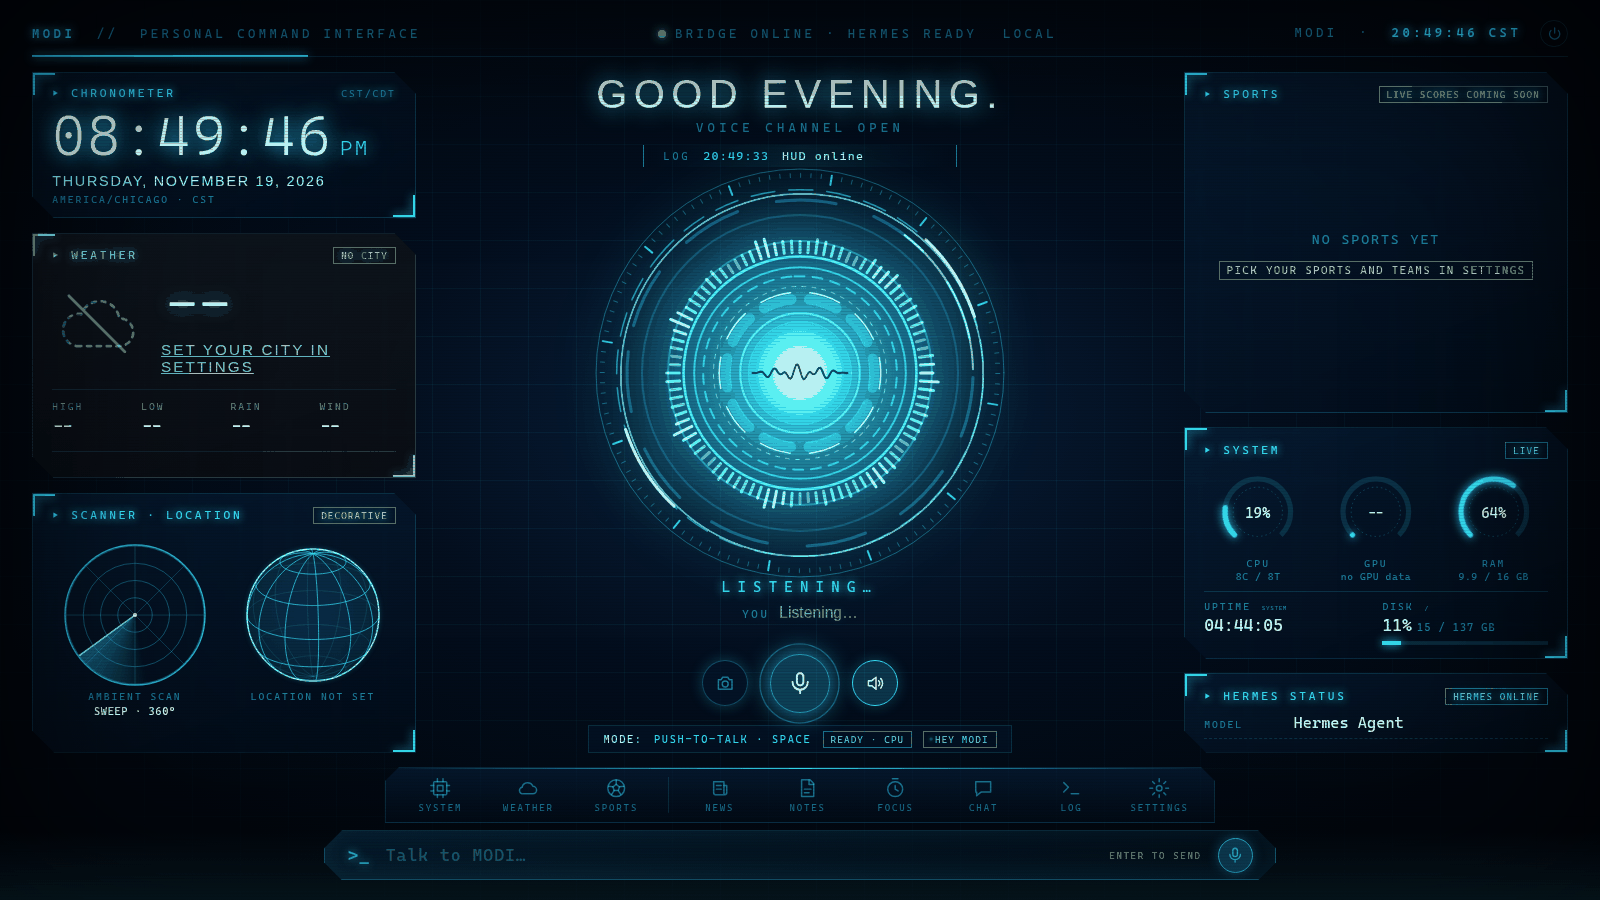 MODI // PERSONAL COMMAND INTERFACE
BRIDGE ONLINE · HERMES READY LOCAL
MODI · 20:49:46 CST
CHRONOMETER
CST/CDT
08:49:46 PM
THURSDAY, NOVEMBER 19, 2026
AMERICA/CHICAGO · CST
WEATHER
NO CITY
--
SET YOUR CITY IN
SETTINGS
HIGH LOW RAIN WIND
-- -- -- --
SCANNER · LOCATION
DECORATIVE
AMBIENT SCAN
SWEEP · 360°
LOCATION NOT SET
GOOD EVENING.
VOICE CHANNEL OPEN
LOG 20:49:33 HUD online
LISTENING…
YOU Listening…
MODE: PUSH-TO-TALK · SPACE READY · CPU HEY MODI
SPORTS
LIVE SCORES COMING SOON
NO SPORTS YET
PICK YOUR SPORTS AND TEAMS IN SETTINGS
SYSTEM
LIVE
19% -- 64%
CPU GPU RAM
8C / 8T no GPU data 9.9 / 16 GB
UPTIME SYSTEM
04:44:05
DISK /
11% 15 / 137 GB
HERMES STATUS
HERMES ONLINE
MODEL Hermes Agent
SYSTEM WEATHER SPORTS NEWS NOTES FOCUS CHAT LOG SETTINGS
>_ Talk to MODI…
ENTER TO SEND